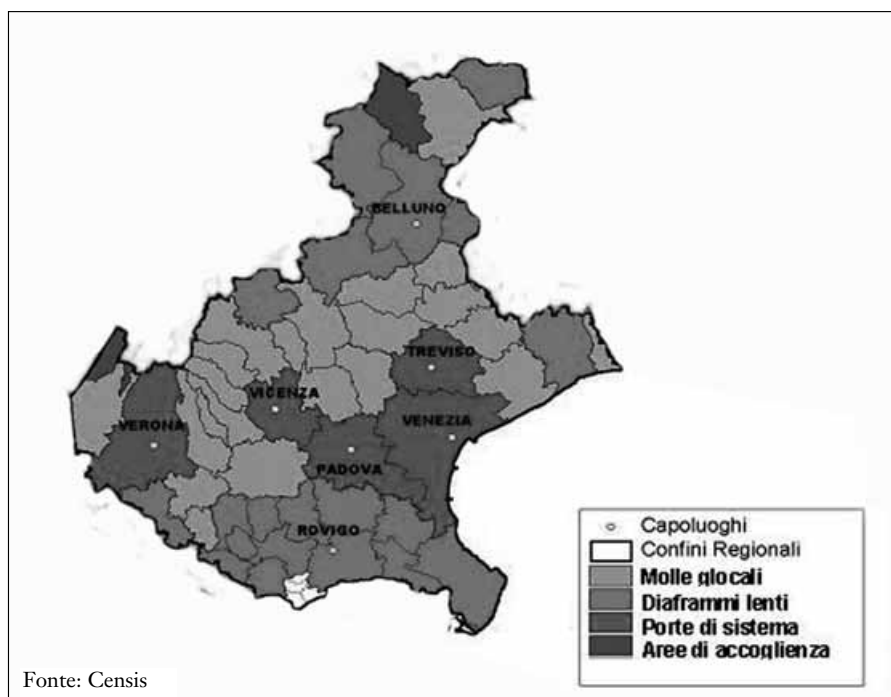 BELLUNO
TREVISO
VICENZA
VENEZIA
VERONA
PADOVA
ROVIGO
Capoluoghi
Confini Regionali
Molle glocali
Diaframmi lenti
Porte di sistema
Aree di accoglienza
Fonte: Censis